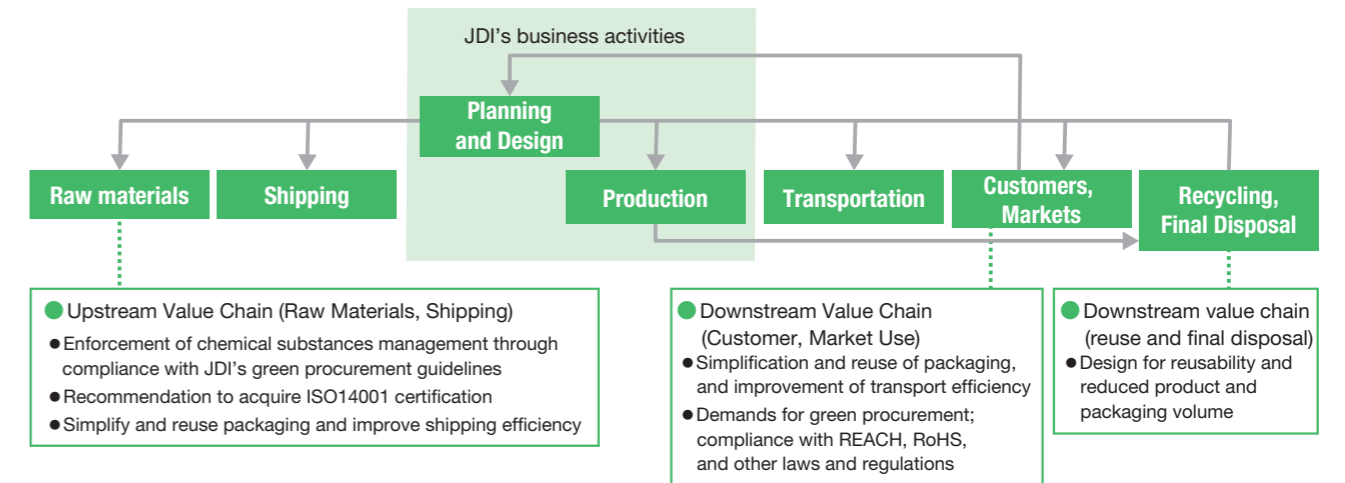 JDI's business activities
Planning
and Design
Raw materials
Shipping
Production
Transportation
Customers,
Markets
Recycling,
Final Disposal
● Upstream Value Chain (Raw Materials, Shipping)
● Enforcement of chemical substances management through
compliance with JDI's green procurement guidelines
● Recommendation to acquire ISO14001 certification
● Simplify and reuse packaging and improve shipping efficiency
● Downstream Value Chain
(Customer, Market Use)
● Simplification and reuse of packaging,
and improvement of transport efficiency
● Demands for green procurement;
compliance with REACH, RoHS,
and other laws and regulations
● Downstream value chain
(reuse and final disposal)
● Design for reusability and
reduced product and
packaging volume